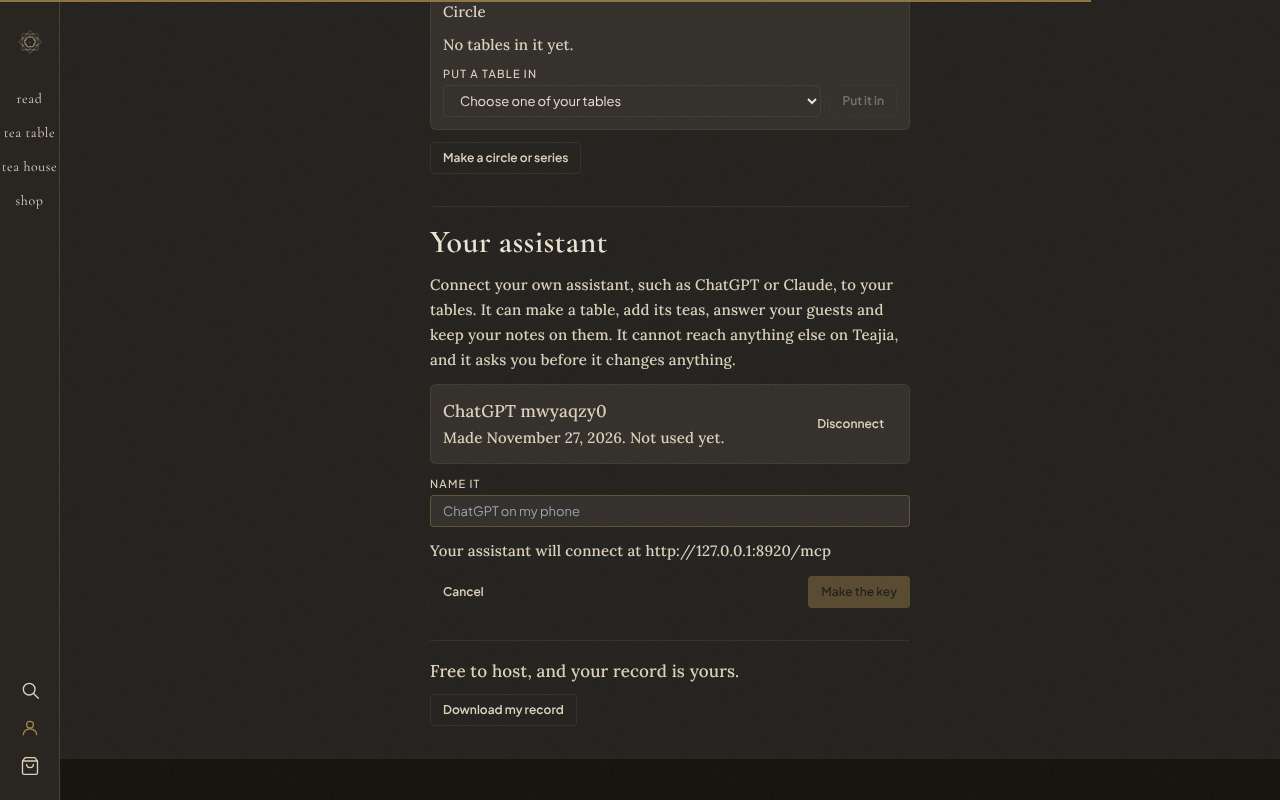 read
tea table
tea house
shop
Circle
No tables in it yet.
PUT A TABLE IN
Choose one of your tables
Put it in
Make a circle or series
Your assistant
Connect your own assistant, such as ChatGPT or Claude, to your
tables. It can make a table, add its teas, answer your guests and
keep your notes on them. It cannot reach anything else on Teajia,
and it asks you before it changes anything.
ChatGPT mwyaqzy0
Made November 27, 2026. Not used yet.
Disconnect
NAME IT
ChatGPT on my phone
Your assistant will connect at http://127.0.0.1:8920/mcp
Cancel
Make the key
Free to host, and your record is yours.
Download my record